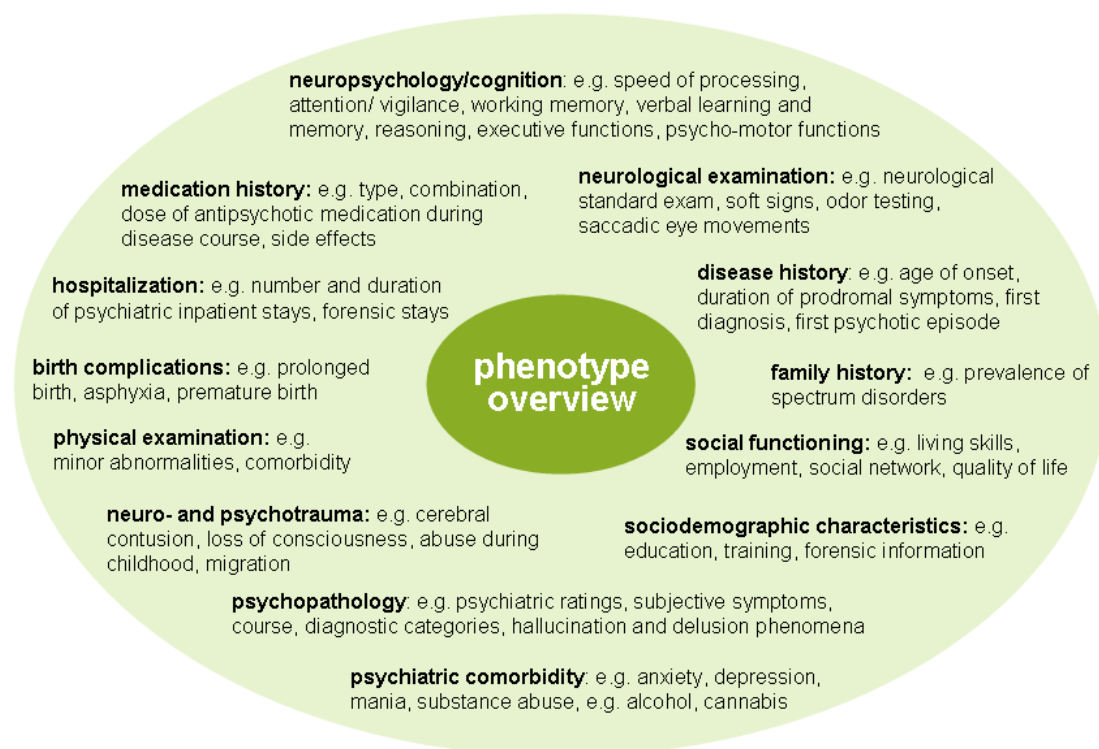 neuropsychology/cognition: e.g. speed of processing,
attention/ vigilance, working memory, verbal learning and
memory, reasoning, executive functions, psycho-motor functions
medication history: e.g. type, combination,
dose of antipsychotic medication during
disease course, side effects
neurological examination: e.g. neurological
standard exam, soft signs, odor testing,
saccadic eye movements
hospitalization: e.g. number and duration
of psychiatric inpatient stays, forensic stays
disease history: e.g. age of onset,
duration of prodromal symptoms, first
diagnosis, first psychotic episode
birth complications: e.g. prolonged
birth, asphyxia, premature birth
phenotype
overview
family history: e.g. prevalence of
spectrum disorders
physical examination: e.g.
minor abnormalities, comorbidity
social functioning: e.g. living skills,
employment, social network, quality of life
neuro- and psychotrauma: e.g. cerebral
contusion, loss of consciousness, abuse during
childhood, migration
sociodemographic characteristics: e.g.
education, training, forensic information
psychopathology: e.g. psychiatric ratings, subjective symptoms,
course, diagnostic categories, hallucination and delusion phenomena
psychiatric comorbidity: e.g. anxiety, depression,
mania, substance abuse, e.g. alcohol, cannabis